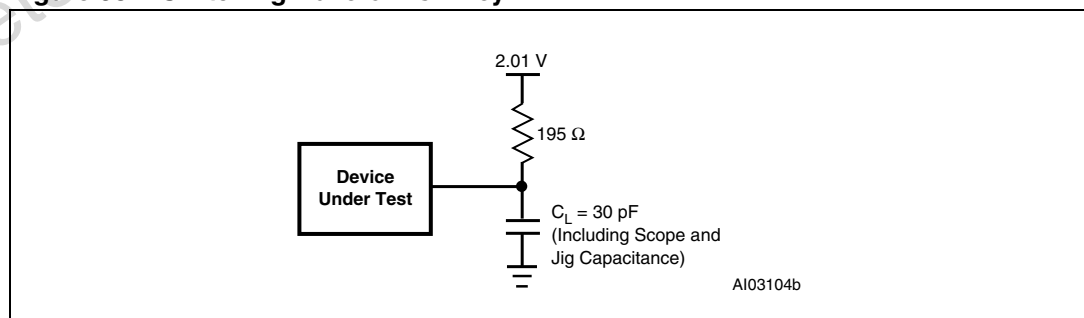 2.01 V
195 Ω
Device
Under Test
C_L = 30 pF
(Including Scope and
Jig Capacitance)
AI03104b